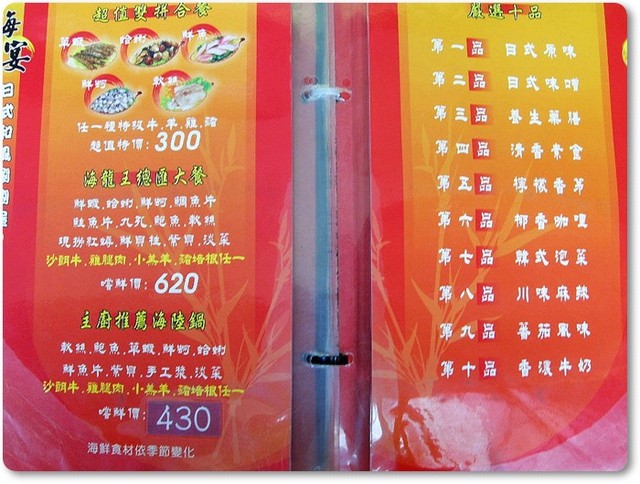 海宴
超值雙拼合餐
草蝦 蛤蜊 鮮魚
鮮蚵 軟絲
任一種特級牛.羊.雞.豬
超值特價: 300
海龍王總匯大餐
鮮蝦.蛤蜊.鮮蚵.鯛魚片
鮭魚片.九孔.鮑魚.軟絲
現撈紅蟳.鮮貝柱.紫貝.淡菜
沙朗牛.雞腿肉.小羔羊.豬培根任一
嚐鮮價: 620
主廚推薦海陸鍋
軟絲.鮑魚.草蝦.鮮蚵.蛤蜊
鮮魚片.紫貝.手工漿.淡菜
沙朗牛.雞腿肉.小羔羊.豬培根任一
嚐鮮價: 430
海鮮食材依季節變化
嚴選十品
第一品 日式原味
第二品 日式味噌
第三品 養生藥膳
第四品 清香素食
第五品 檸檬香茅
第六品 椰香咖哩
第七品 韓式泡菜
第八品 川味麻辣
第九品 蕃茄風味
第十品 香濃牛奶